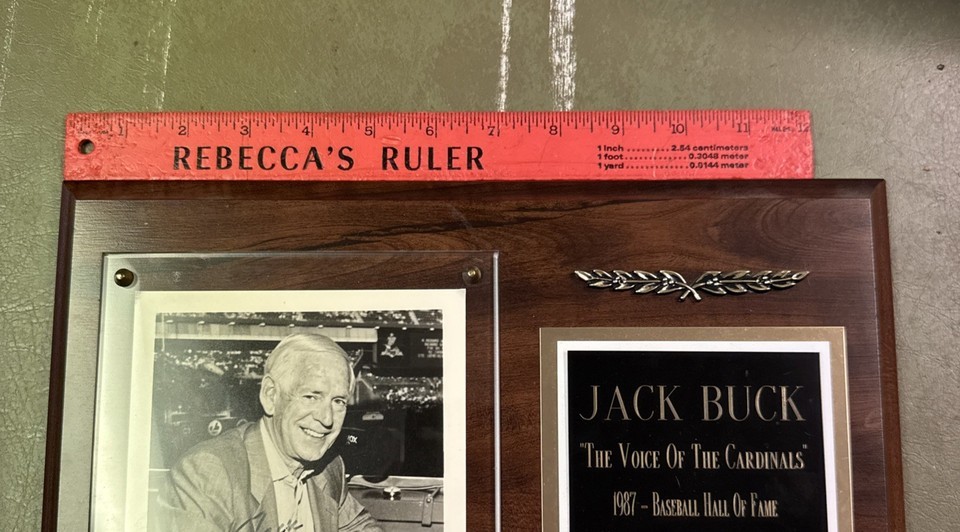 1 2 3 4 5 6 7 8 9 10 11 12
REBECCA'S RULER
1 inch .............. 2.54 centimeters
1 foot .............. 0.3048 meter
1 yard .............. 0.9144 meter
JACK BUCK
"THE VOICE OF THE CARDINALS"
1987 - BASEBALL HALL OF FAME